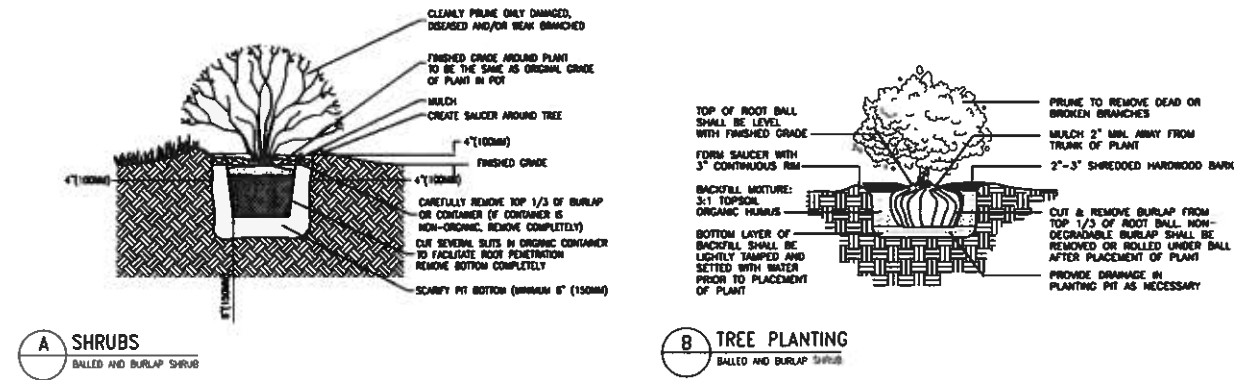 CLEANLY PRUNE ONLY DAMAGED,
DISEASED AND/OR WEAK BRANCHED
FINISHED GRADE AROUND PLANT
TO BE THE SAME AS ORIGINAL GRADE
OF PLANT IN POT
MULCH
CREATE SAUCER AROUND TREE
4"(100MM)
FINISHED GRADE
4"(100MM)
4"(100MM)
CAREFULLY REMOVE TOP 1/3 OF BURLAP
OR CONTAINER (IF CONTAINER IS
NON-ORGANIC, REMOVE COMPLETELY)
CUT SEVERAL SLITS IN ORGANIC CONTAINER
TO FACILITATE ROOT PENETRATION
REMOVE BOTTOM COMPLETELY
SCARIFY PIT BOTTOM (MINIMUM 6" (150MM)
6"(150MM)
A
SHRUBS
BALLED AND BURLAP SHRUB
TOP OF ROOT BALL
SHALL BE LEVEL
WITH FINISHED GRADE
FORM SAUCER WITH
3" CONTINUOUS RIM
BACKFILL MIXTURE:
3:1 TOPSOIL
ORGANIC HUMUS
BOTTOM LAYER OF
BACKFILL SHALL BE
LIGHTLY TAMPED AND
SETTED WITH WATER
PRIOR TO PLACEMENT
OF PLANT
PRUNE TO REMOVE DEAD OR
BROKEN BRANCHES
MULCH 2" MIN. AWAY FROM
TRUNK OF PLANT
2"-3" SHREDDED HARDWOOD BARK
CUT & REMOVE BURLAP FROM
TOP 1/3 OF ROOT BALL. NON-
DEGRADABLE BURLAP SHALL BE
REMOVED OR ROLLED UNDER BALL
AFTER PLACEMENT OF PLANT
PROVIDE DRAINAGE IN
PLANTING PIT AS NECESSARY
B
TREE PLANTING
BALLED AND BURLAP SHRUB